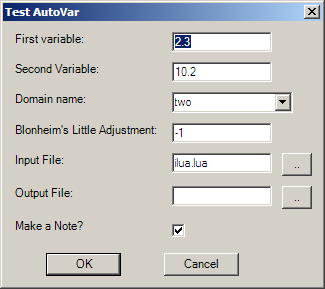 Test AutoVar
First variable: 2.3
Second Variable: 10.2
Domain name: two
Blonheim's Little Adjustment: -1
Input File: ilua.lua ..
Output File: ..
Make a Note?
OK Cancel